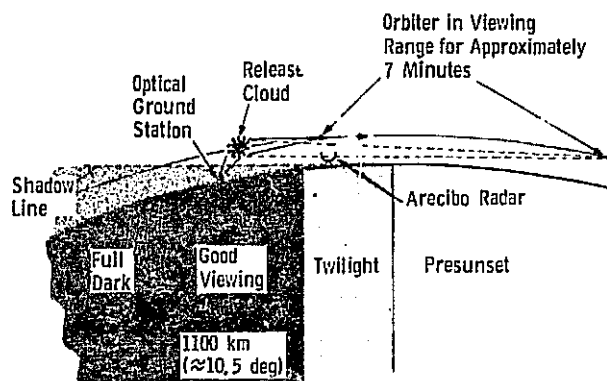 Orbiter in Viewing
Range for Approximately
7 Minutes
Release
Cloud
Optical
Ground
Station
Shadow
Line
Arecibo Radar
Full
Dark
Good
Viewing
Twilight
Presunset
1100 km
(≈10.5 deg)